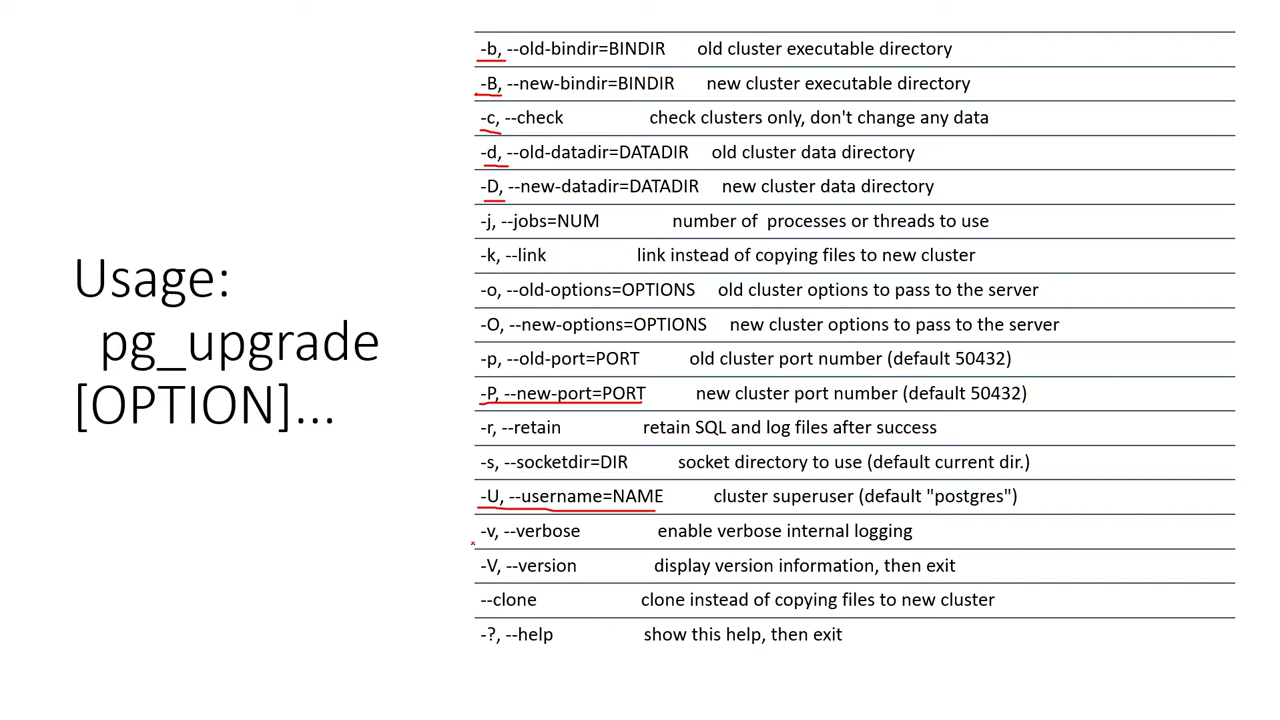 Usage:
pg_upgrade
[OPTION]...
-b, --old-bindir=BINDIR old cluster executable directory
-B, --new-bindir=BINDIR new cluster executable directory
-c, --check check clusters only, don't change any data
-d, --old-datadir=DATADIR old cluster data directory
-D, --new-datadir=DATADIR new cluster data directory
-j, --jobs=NUM number of processes or threads to use
-k, --link link instead of copying files to new cluster
-o, --old-options=OPTIONS old cluster options to pass to the server
-O, --new-options=OPTIONS new cluster options to pass to the server
-p, --old-port=PORT old cluster port number (default 50432)
-P, --new-port=PORT new cluster port number (default 50432)
-r, --retain retain SQL and log files after success
-s, --socketdir=DIR socket directory to use (default current dir.)
-U, --username=NAME cluster superuser (default "postgres")
-v, --verbose enable verbose internal logging
-V, --version display version information, then exit
--clone clone instead of copying files to new cluster
-?, --help show this help, then exit